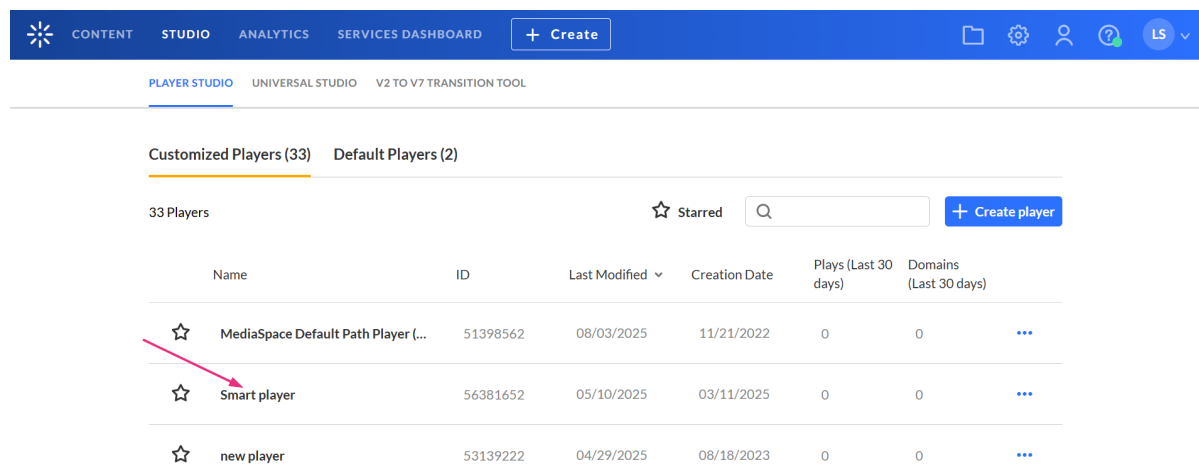 CONTENT STUDIO ANALYTICS SERVICES DASHBOARD + Create LS
PLAYER STUDIO UNIVERSAL STUDIO V2 TO V7 TRANSITION TOOL
Customized Players (33) Default Players (2)
33 Players Starred + Create player
Name ID Last Modified Creation Date Plays (Last 30 days) Domains (Last 30 days)
MediaSpace Default Path Player (... 51398562 08/03/2025 11/21/2022 0 0
Smart player 56381652 05/10/2025 03/11/2025 0 0
new player 53139222 04/29/2025 08/18/2023 0 0